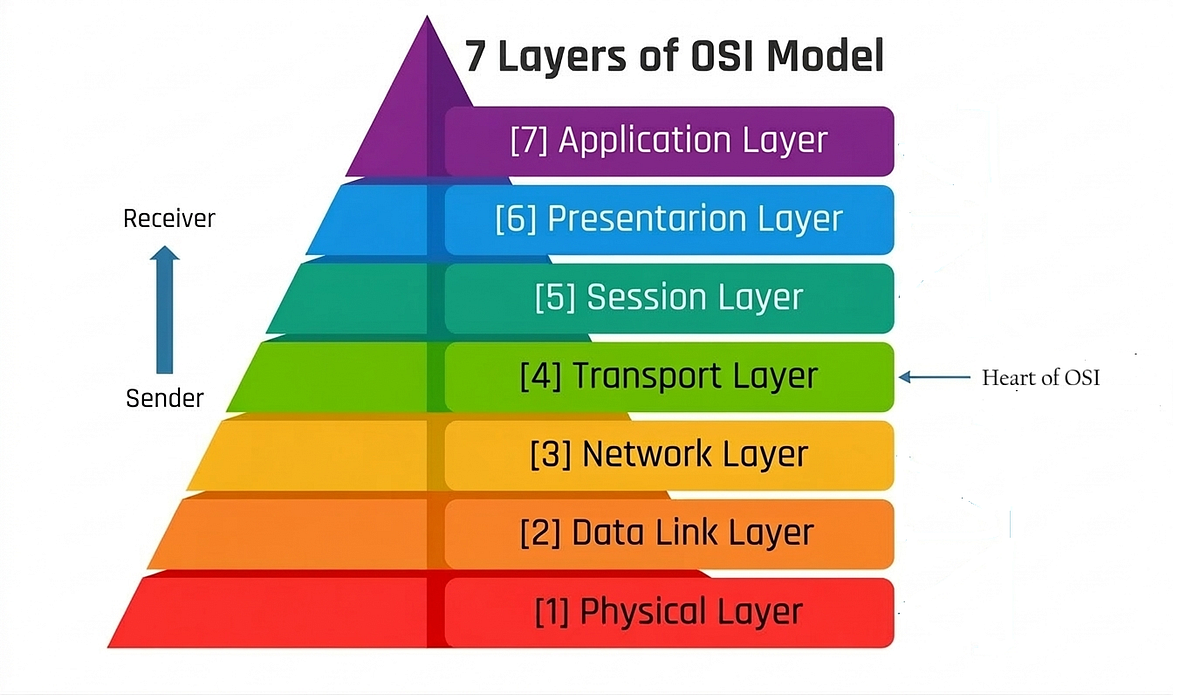 7 Layers of OSI Model
[7] Application Layer
[6] Presentarion Layer
Receiver
[5] Session Layer
[4] Transport Layer
Heart of OSI
Sender
[3] Network Layer
[2] Data Link Layer
[1] Physical Layer